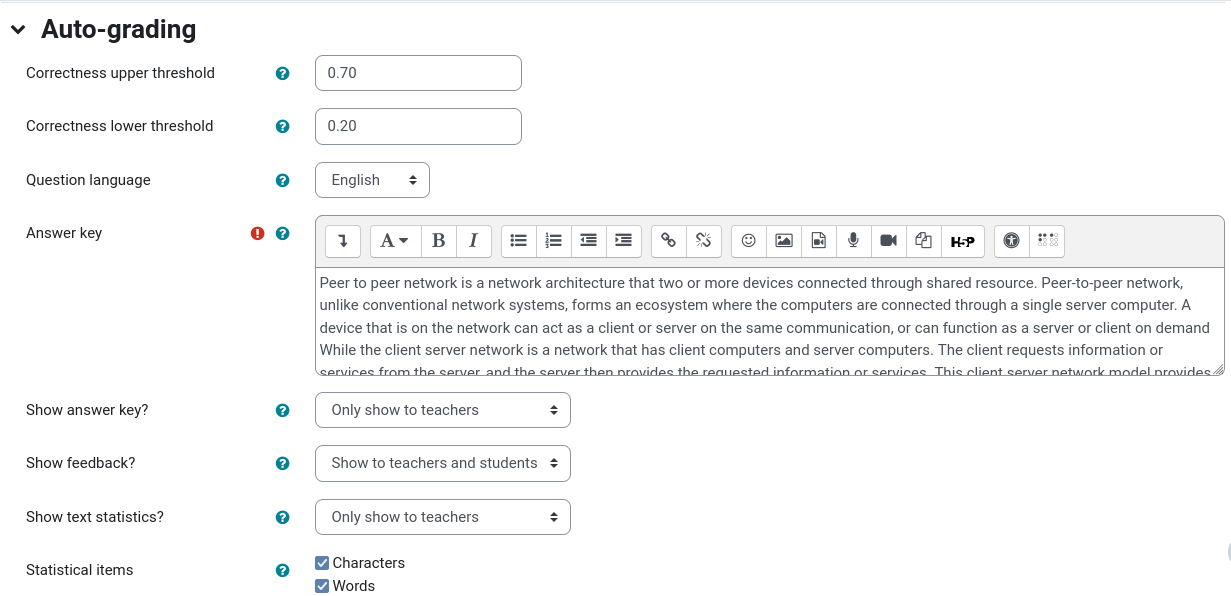 Auto-grading
Correctness upper threshold
0.70
Correctness lower threshold
0.20
Question language
English
Answer key
A B I
H5P
Peer to peer network is a network architecture that two or more devices connected through shared resource. Peer-to-peer network,
unlike conventional network systems, forms an ecosystem where the computers are connected through a single server computer. A
device that is on the network can act as a client or server on the same communication, or can function as a server or client on demand
While the client server network is a network that has client computers and server computers. The client requests information or
services from the server, and the server then provides the requested information or services. This client server network model provides
Show answer key?
Only show to teachers
Show feedback?
Show to teachers and students
Show text statistics?
Only show to teachers
Statistical items
Characters
Words